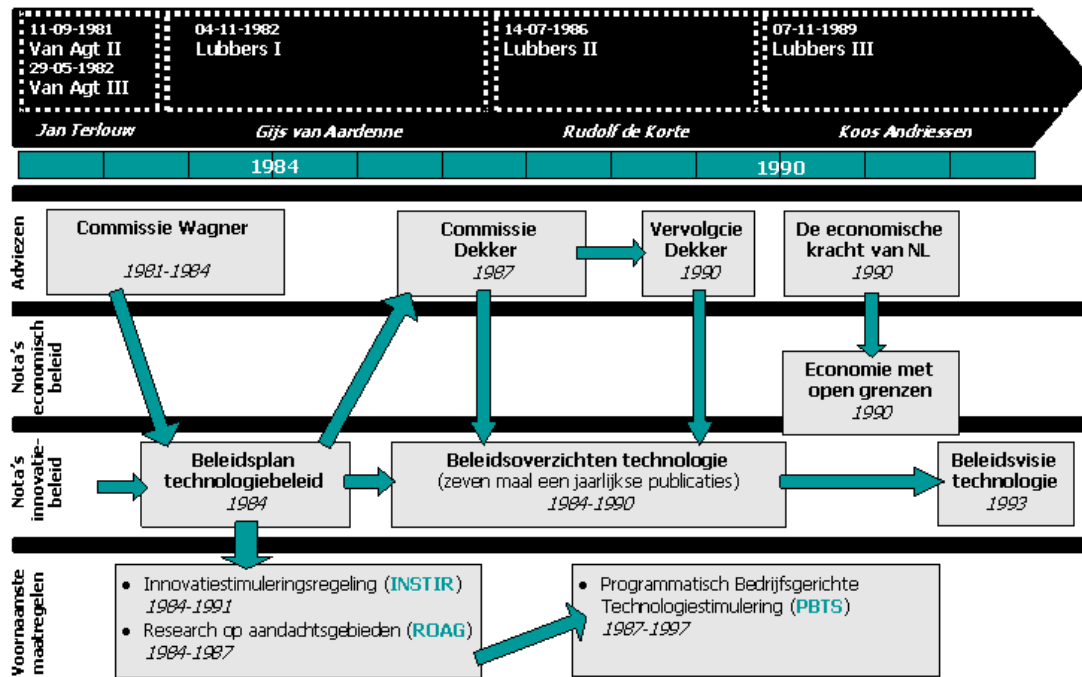 11-09-1981
Van Agt II
29-05-1982
Van Agt III
04-11-1982
Lubbers I
14-07-1986
Lubbers II
07-11-1989
Lubbers III
Jan Terlouw
Gijs van Aardenne
Rudolf de Korte
Koos Andriessen
1984
1990
Adviezen
Commissie Wagner
1981-1984
Commissie
Dekker
1987
Vervolgcie
Dekker
1990
De economische
kracht van NL
1990
Nota's
economisch
beleid
Economie met
open grenzen
1990
Nota's
innovatie-
beleid
Beleidsplan
technologiebeleid
1984
Beleidsoverzichten technologie
(zeven maal een jaarlijkse publicaties)
1984-1990
Beleidsvisie
technologie
1993
Voornaamste
maatregelen
• Innovatiestimuleringsregeling (INSTIR)
1984-1991
• Research op aandachtsgebieden (ROAG)
1984-1987
• Programmatisch Bedrijfsgerichte
Technologiestimulering (PBTS)
1987-1997